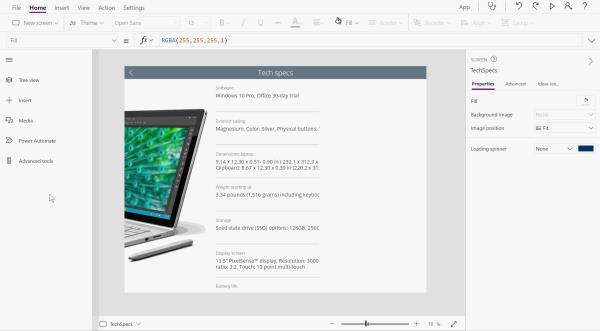 File Home Insert View Action Settings App
New screen Theme Open Sans 13 B I U A Fill Border Reorder Align Group
Fill = fx RGBA(255,255,255,1)
SCREEN
TechSpecs
Properties Advanced Ideas (on...
Fill fx
Background image None
Image position Fit
Loading spinner None
Tree view
Insert
Media
Power Automate
Advanced tools
Tech specs
Software
Windows 10 Pro, Office 30-day trial
Exterior casing
Magnesium, Color: Silver, Physical buttons:
Dimensions laptop
9.14 x 12.30 x 0.51- 0.90 in ( 232.1 x 312.3 x
Clipboard: 8.67 x 12.30 x 0.30 in (220.2 x 31
Weight starting at
3.34 pounds (1,516 grams) including keyboa
Storage
Solid state drive (SSD) options: 128GB, 256G
Display screen
13.5" PixelSense™ display, Resolution: 3000
ratio: 3:2, Touch: 10 point multi-touch
Battery life
TechSpecs
70 %